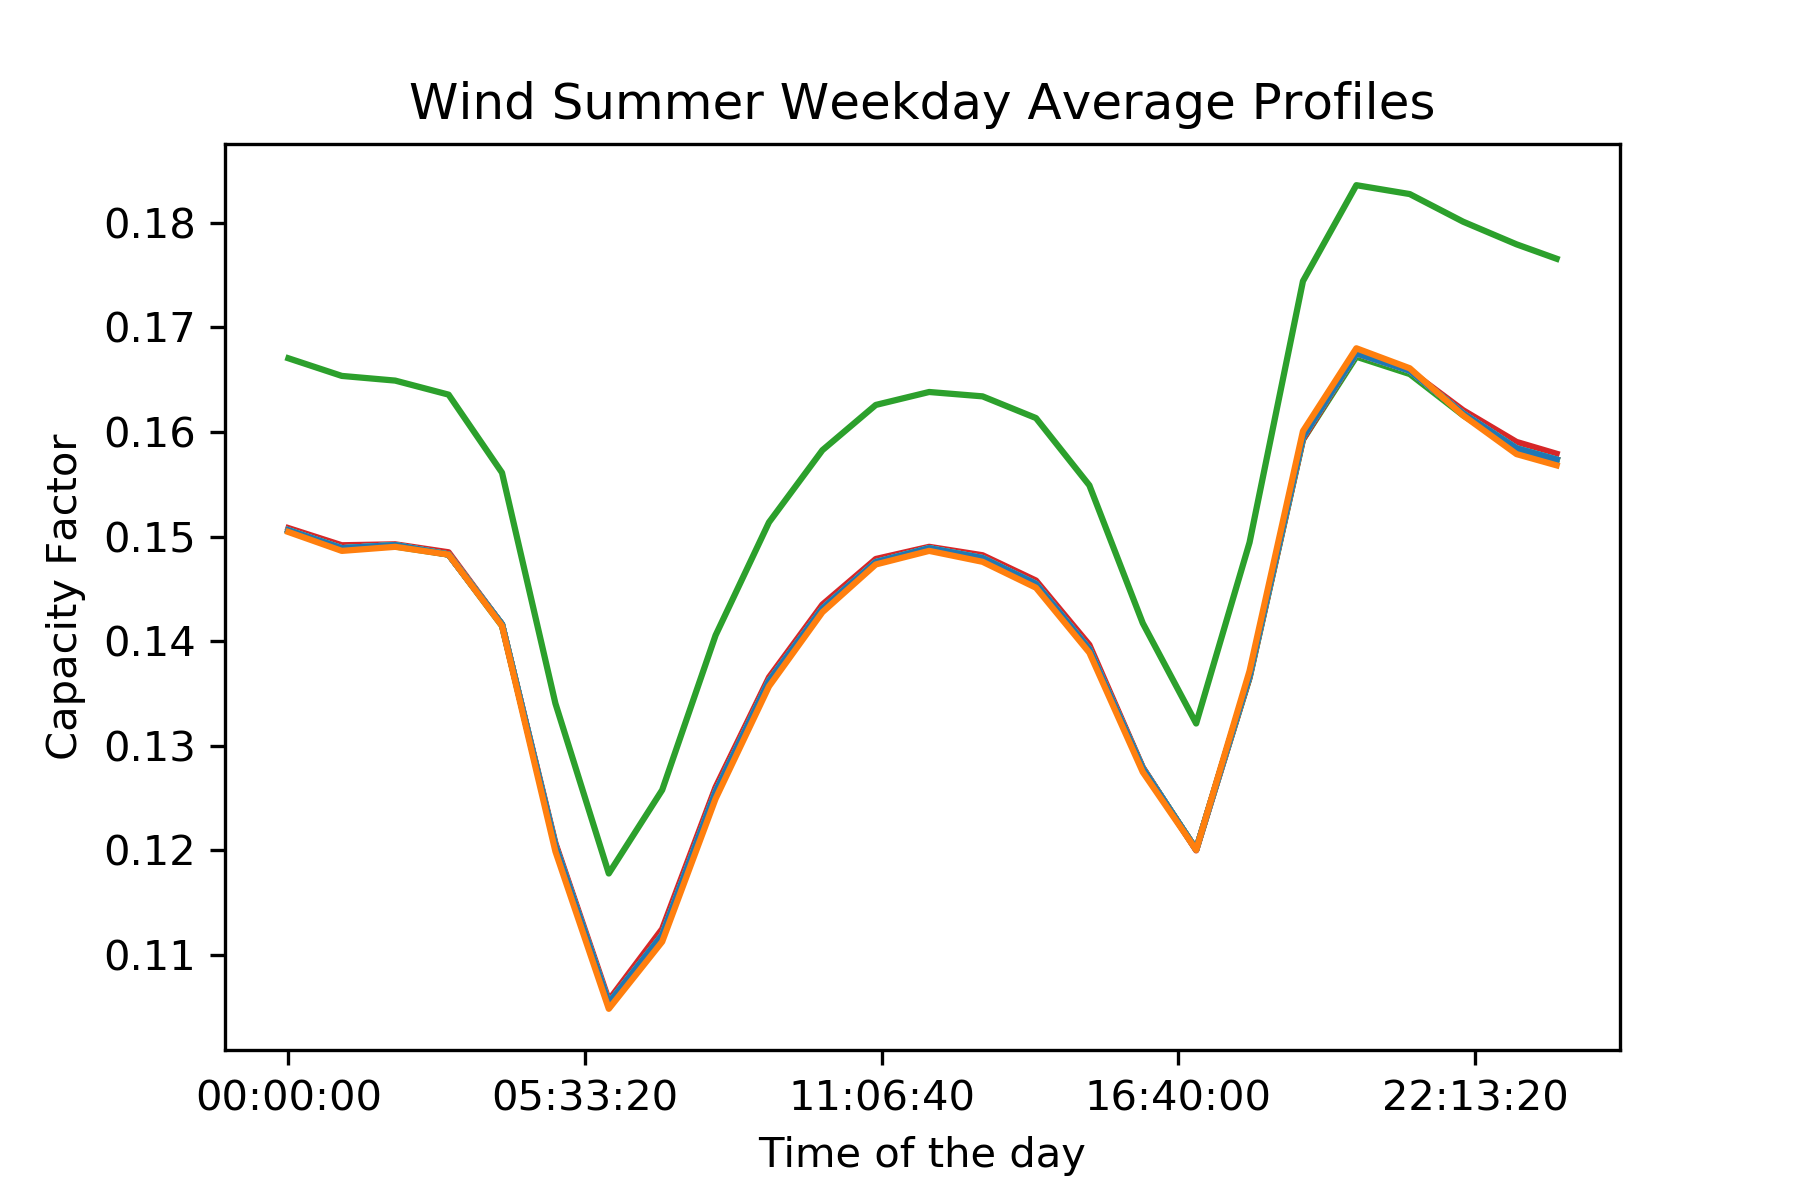 Wind Summer Weekday Average Profiles
Capacity Factor
0.18
0.17
0.16
0.15
0.14
0.13
0.12
0.11
00:00:00 05:33:20 11:06:40 16:40:00 22:13:20
Time of the day